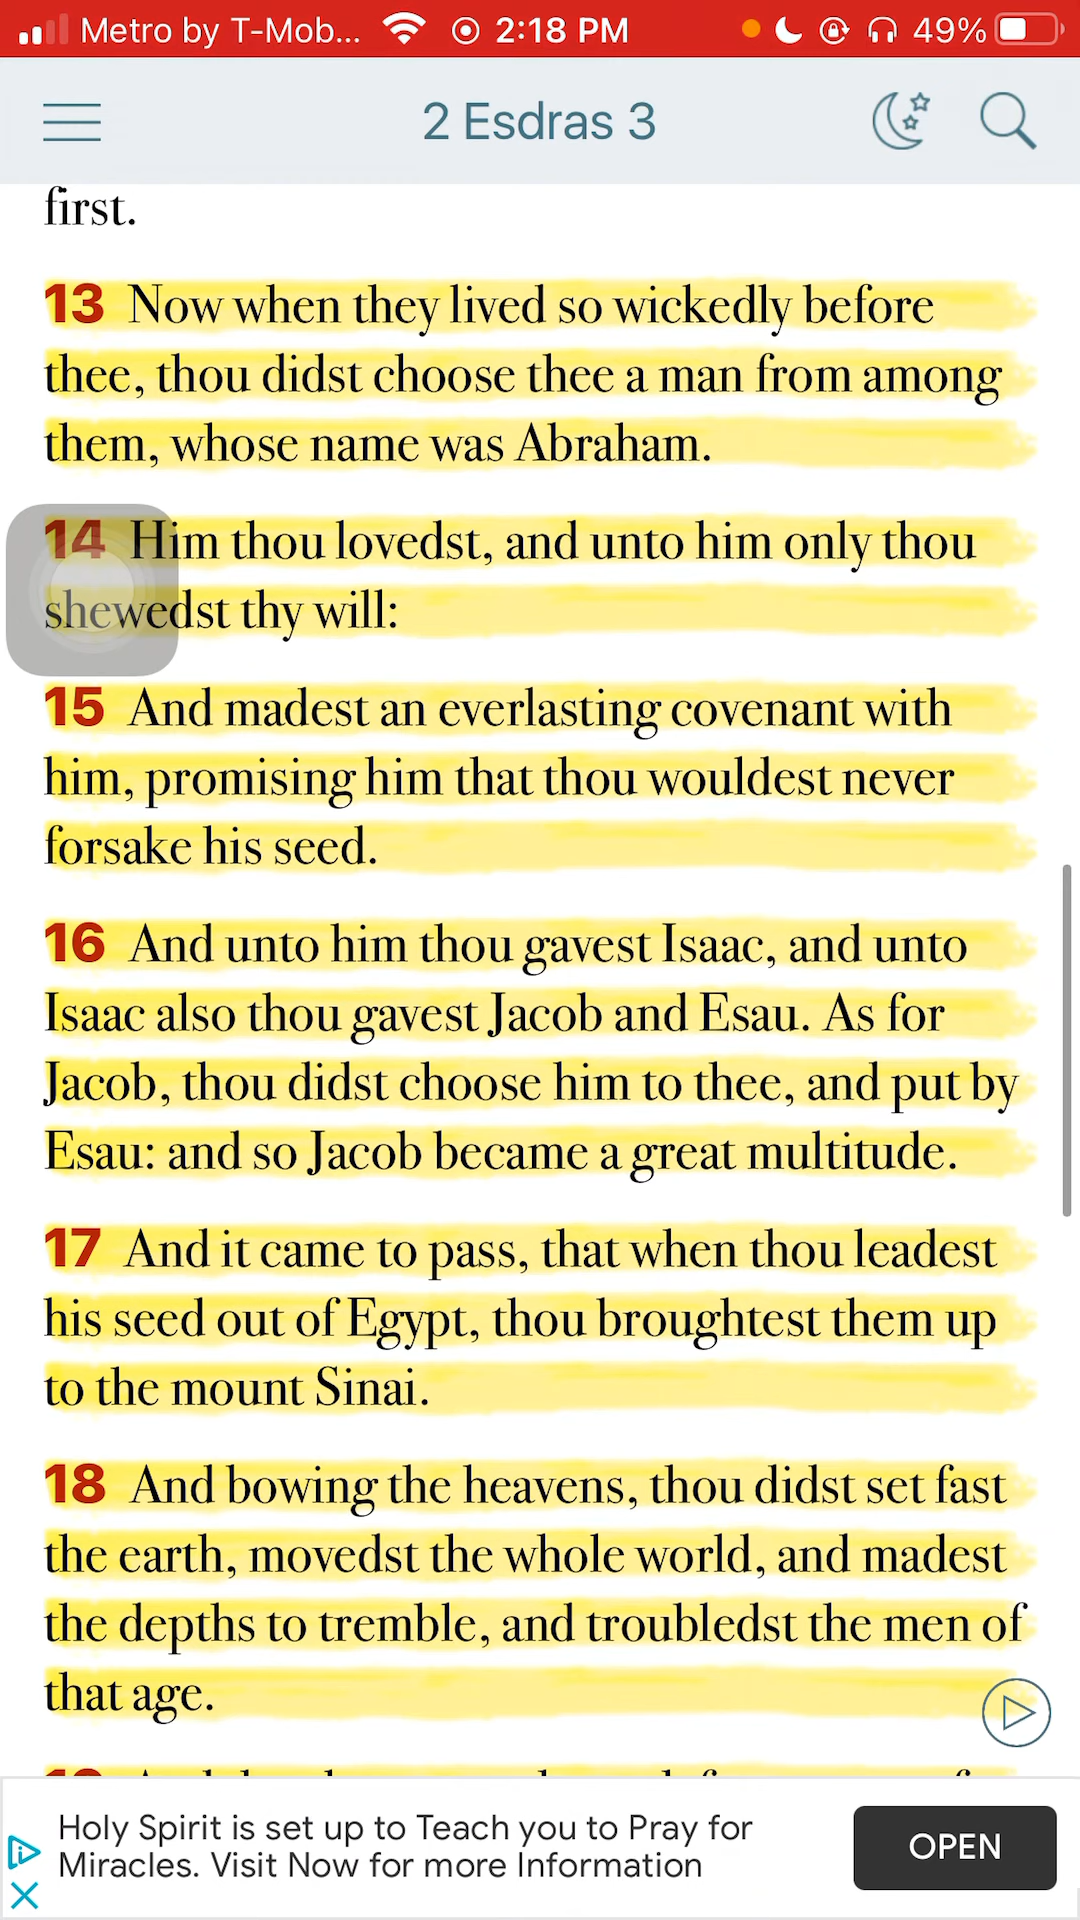 Metro by T-Mob... 2:18 PM 49%
2 Esdras 3
first.
13 Now when they lived so wickedly before
thee, thou didst choose thee a man from among
them, whose name was Abraham.
14 Him thou lovedst, and unto him only thou
shewedst thy will:
15 And madest an everlasting covenant with
him, promising him that thou wouldest never
forsake his seed.
16 And unto him thou gavest Isaac, and unto
Isaac also thou gavest Jacob and Esau. As for
Jacob, thou didst choose him to thee, and put by
Esau: and so Jacob became a great multitude.
17 And it came to pass, that when thou leadest
his seed out of Egypt, thou broughtest them up
to the mount Sinai.
18 And bowing the heavens, thou didst set fast
the earth, movedst the whole world, and madest
the depths to tremble, and troubledst the men of
that age.
Holy Spirit is set up to Teach you to Pray for
Miracles. Visit Now for more Information
OPEN